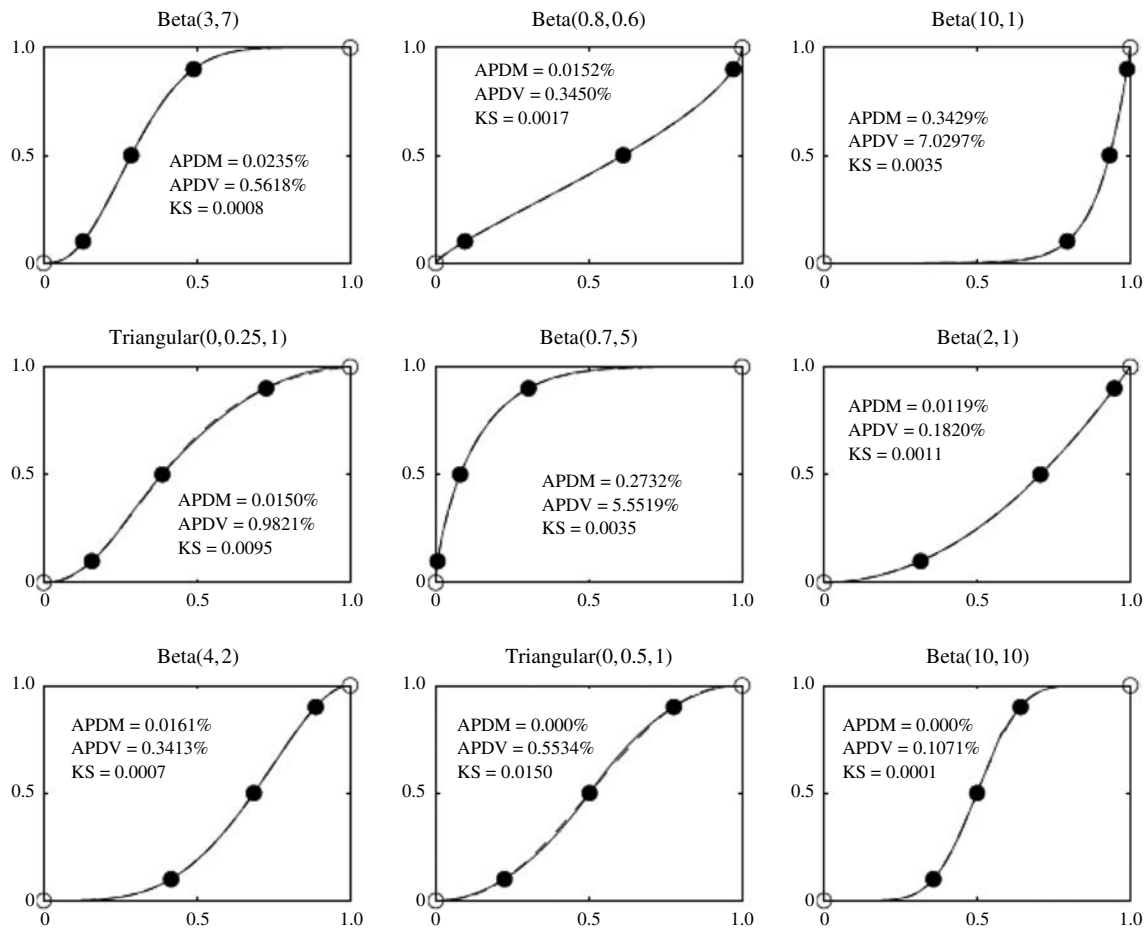 Beta(3,7)
1.0
0.5
0
APDM = 0.0235%
APDV = 0.5618%
KS = 0.0008
0 0.5 1.0
Beta(0.8,0.6)
1.0
0.5
0
APDM = 0.0152%
APDV = 0.3450%
KS = 0.0017
0 0.5 1.0
Beta(10,1)
1.0
0.5
0
APDM = 0.3429%
APDV = 7.0297%
KS = 0.0035
0 0.5 1.0
Triangular(0,0.25,1)
1.0
0.5
0
APDM = 0.0150%
APDV = 0.9821%
KS = 0.0095
0 0.5 1.0
Beta(0.7,5)
1.0
0.5
0
APDM = 0.2732%
APDV = 5.5519%
KS = 0.0035
0 0.5 1.0
Beta(2,1)
1.0
0.5
0
APDM = 0.0119%
APDV = 0.1820%
KS = 0.0011
0 0.5 1.0
Beta(4,2)
1.0
0.5
0
APDM = 0.0161%
APDV = 0.3413%
KS = 0.0007
0 0.5 1.0
Triangular(0,0.5,1)
1.0
0.5
0
APDM = 0.000%
APDV = 0.5534%
KS = 0.0150
0 0.5 1.0
Beta(10,10)
1.0
0.5
0
APDM = 0.000%
APDV = 0.1071%
KS = 0.0001
0 0.5 1.0